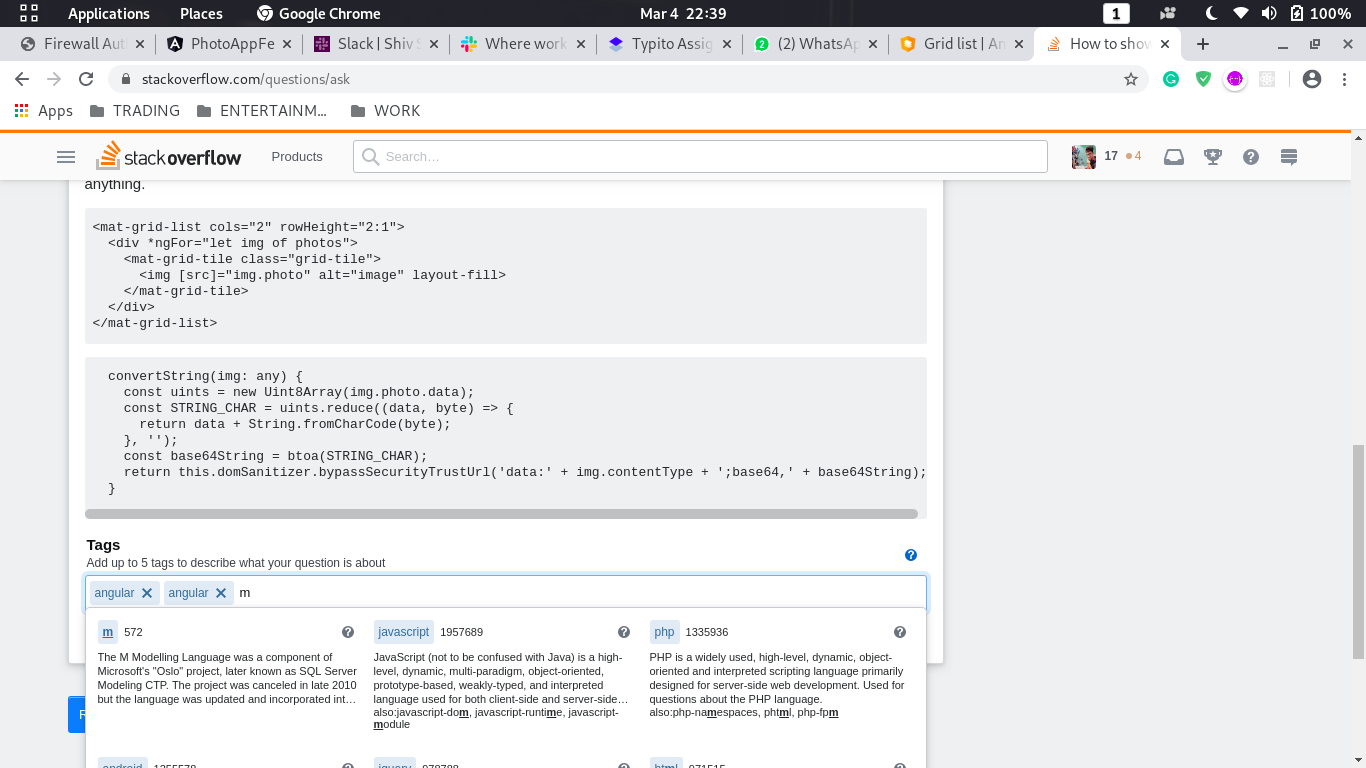 Applications Places Google Chrome Mar 4 22:39 1 100%
Firewall Aut PhotoAppFe Slack | Shiv S Where work Typito Assig (2) WhatsAp Grid list | An How to show
stackoverflow.com/questions/ask
Apps TRADING ENTERTAINM... WORK
stackoverflow Products Search… 17 4
anything.
<mat-grid-list cols="2" rowHeight="2:1">
<div *ngFor="let img of photos">
<mat-grid-tile class="grid-tile">
<img [src]="img.photo" alt="image" layout-fill>
</mat-grid-tile>
</div>
</mat-grid-list>
convertString(img: any) {
const uints = new Uint8Array(img.photo.data);
const STRING_CHAR = uints.reduce((data, byte) => {
return data + String.fromCharCode(byte);
}, '');
const base64String = btoa(STRING_CHAR);
return this.domSanitizer.bypassSecurityTrustUrl('data:' + img.contentType + ';base64,' + base64String);
}
Tags
Add up to 5 tags to describe what your question is about
angular angular m
m 572
The M Modelling Language was a component of
Microsoft's "Oslo" project, later known as SQL Server
Modeling CTP. The project was canceled in late 2010
but the language was updated and incorporated int…
javascript 1957689
JavaScript (not to be confused with Java) is a high-
level, dynamic, multi-paradigm, object-oriented,
prototype-based, weakly-typed, and interpreted
language used for both client-side and server-side…
also:javascript-dom, javascript-runtime, javascript-
module
php 1335936
PHP is a widely used, high-level, dynamic, object-
oriented and interpreted scripting language primarily
designed for server-side web development. Used for
questions about the PHP language.
also:php-namespaces, phtml, php-fpm
R
android 1255578 jquery 978788 html 971515